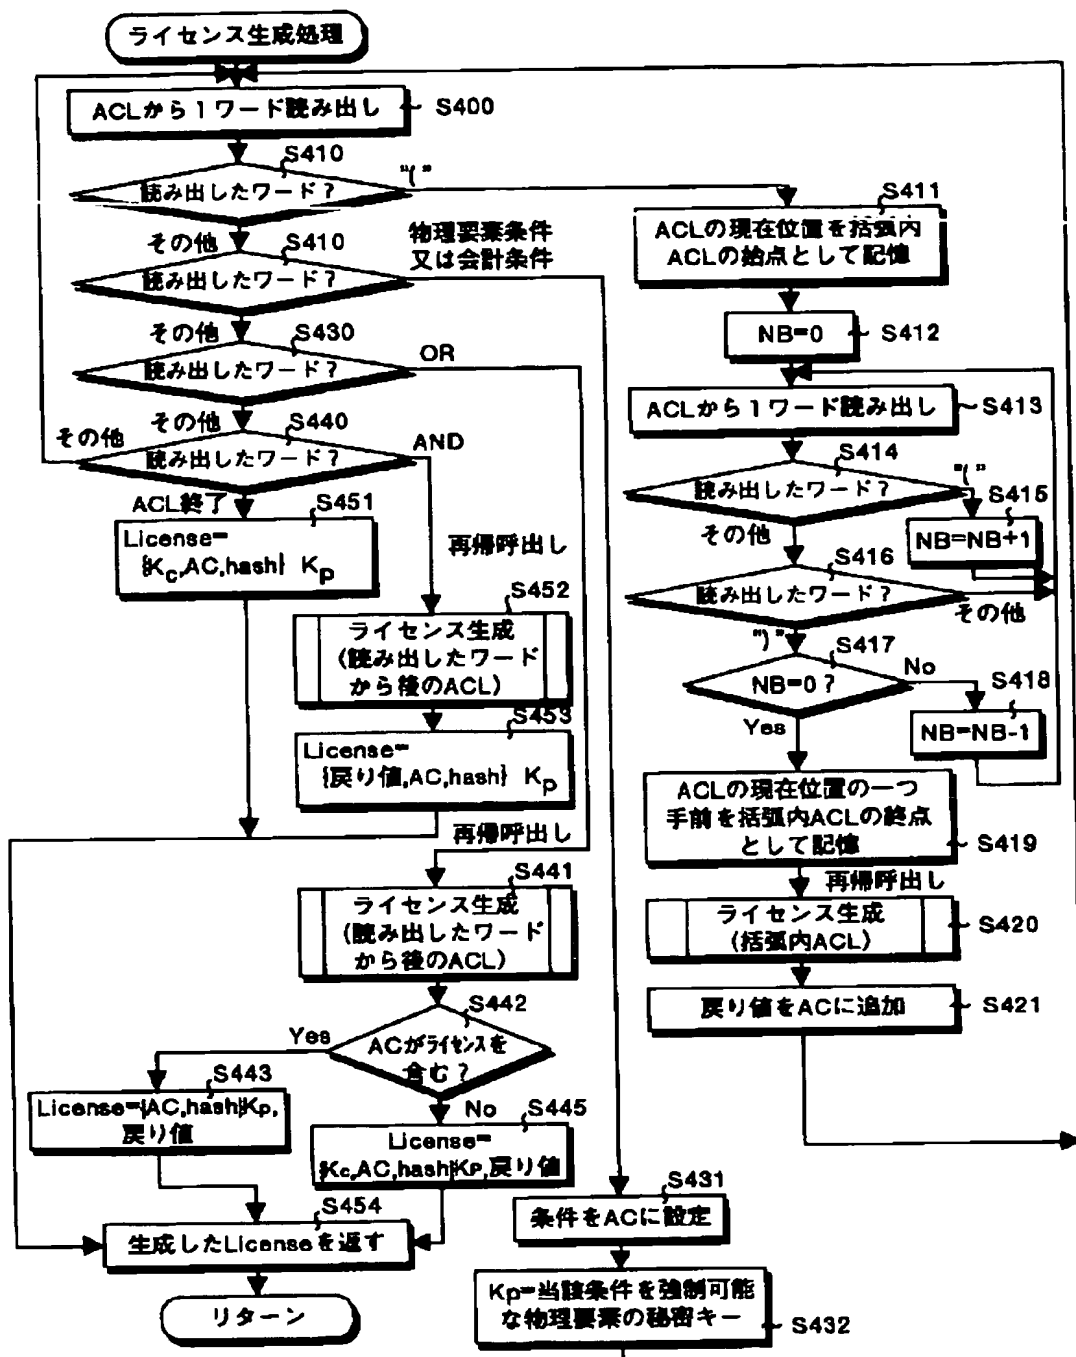 ライセンス生成処理
ACLから1ワード読み出し
S400
S410
"("
読み出したワード?
その他
S410
物理要素条件
又は会計条件
読み出したワード?
その他
S430
OR
読み出したワード?
その他
その他
S440
AND
読み出したワード?
ACL終了
S451
License=
{Kc,AC,hash} Kp
再帰呼出し
S452
ライセンス生成
(読み出したワード
から後のACL)
S453
License=
{戻り値,AC,hash} Kp
再帰呼出し
S441
ライセンス生成
(読み出したワード
から後のACL)
S442
Yes
ACがライセンスを
含む?
No
S443
License={AC,hash}Kp,
戻り値
S445
License=
{Kc,AC,hash}Kp,戻り値
S454
生成したLicenseを返す
リターン
S411
ACLの現在位置を括弧内
ACLの始点として記憶
NB=0
S412
ACLから1ワード読み出し
S413
S414
"("
読み出したワード?
S415
NB=NB+1
その他
S416
読み出したワード?
その他
")"
S417
NB=0?
No
S418
NB=NB-1
Yes
ACLの現在位置の一つ
手前を括弧内ACLの終点
として記憶
S419
再帰呼出し
ライセンス生成
(括弧内ACL)
S420
戻り値をACに追加
S421
S431
条件をACに設定
Kp=当該条件を強制可能
な物理要素の秘密キー
S432